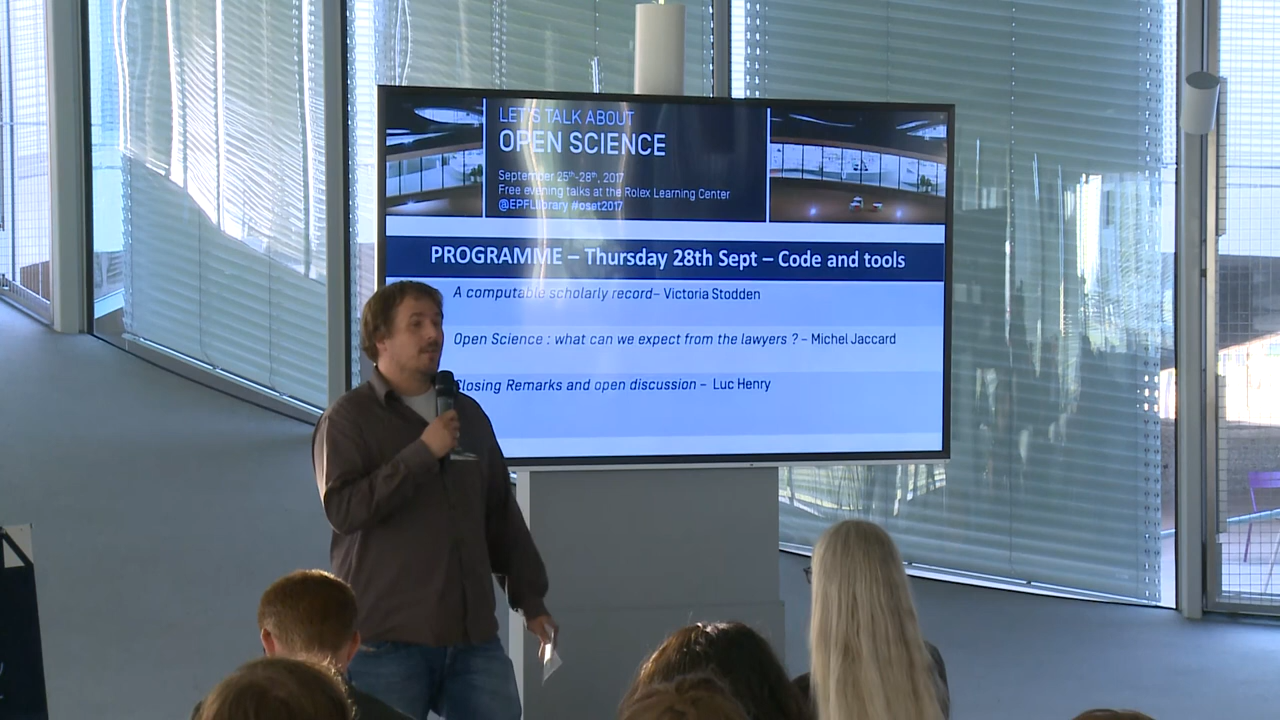 LET'S TALK ABOUT
OPEN SCIENCE
September 25th-28th, 2017
Free evening talks at the Rolex Learning Center
@EPFLlibrary #oset2017
PROGRAMME – Thursday 28th Sept – Code and tools
A computable scholarly record– Victoria Stodden
Open Science : what can we expect from the lawyers ? – Michel Jaccard
Closing Remarks and open discussion – Luc Henry